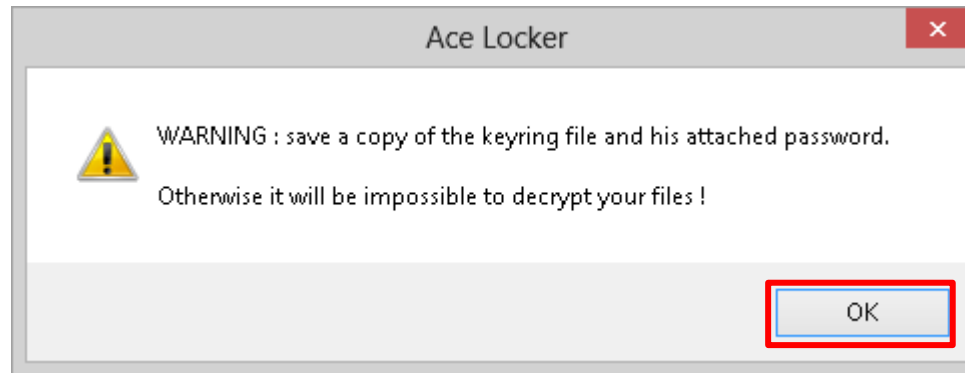 Ace Locker
WARNING : save a copy of the keyring file and his attached password.
Otherwise it will be impossible to decrypt your files !
OK